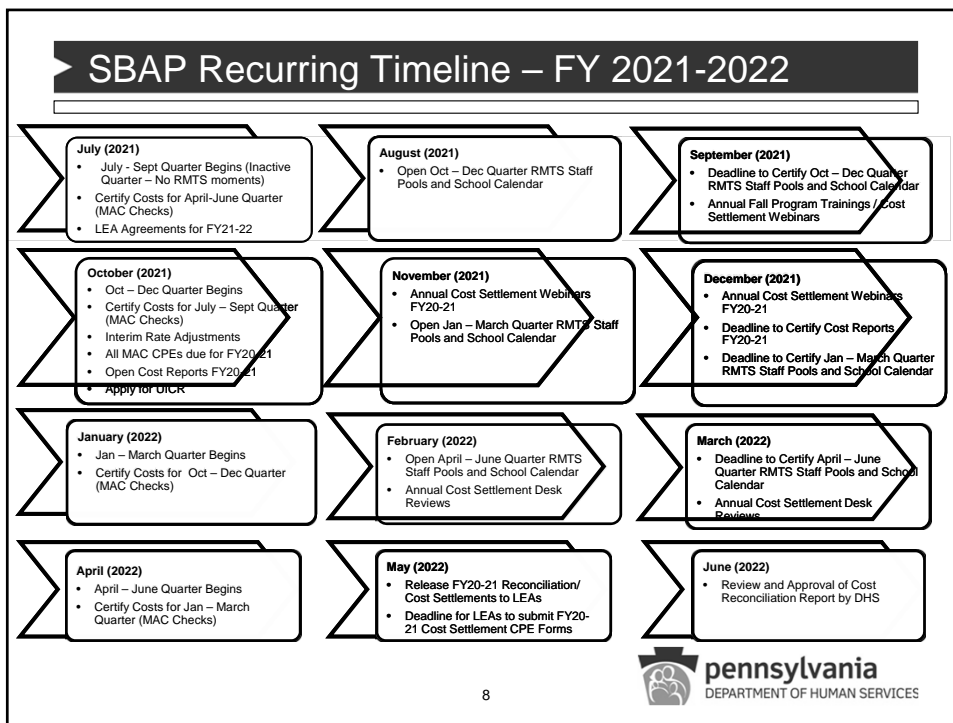 SBAP Recurring Timeline – FY 2021-2022
July (2021)
• July - Sept Quarter Begins (Inactive
Quarter – No RMTS moments)
• Certify Costs for April-June Quarter
(MAC Checks)
• LEA Agreements for FY21-22
August (2021)
• Open Oct – Dec Quarter RMTS Staff
Pools and School Calendar
September (2021)
• Deadline to Certify Oct – Dec Quarter
RMTS Staff Pools and School Calendar
• Annual Fall Program Trainings / Cost
Settlement Webinars
October (2021)
• Oct – Dec Quarter Begins
• Certify Costs for July – Sept Quarter
(MAC Checks)
• Interim Rate Adjustments
• All MAC CPEs due for FY20-21
• Open Cost Reports FY20-21
• Apply for UICR
November (2021)
• Annual Cost Settlement Webinars
FY20-21
• Open Jan – March Quarter RMTS Staff
Pools and School Calendar
December (2021)
• Annual Cost Settlement Webinars
FY20-21
• Deadline to Certify Cost Reports
FY20-21
• Deadline to Certify Jan – March Quarter
RMTS Staff Pools and School Calendar
January (2022)
• Jan – March Quarter Begins
• Certify Costs for Oct – Dec Quarter
(MAC Checks)
February (2022)
• Open April – June Quarter RMTS
Staff Pools and School Calendar
• Annual Cost Settlement Desk
Reviews
March (2022)
• Deadline to Certify April – June
Quarter RMTS Staff Pools and School
Calendar
• Annual Cost Settlement Desk
Reviews
April (2022)
• April – June Quarter Begins
• Certify Costs for Jan – March
Quarter (MAC Checks)
May (2022)
• Release FY20-21 Reconciliation/
Cost Settlements to LEAs
• Deadline for LEAs to submit FY20-
21 Cost Settlement CPE Forms
June (2022)
• Review and Approval of Cost
Reconciliation Report by DHS
8
pennsylvania
DEPARTMENT OF HUMAN SERVICES